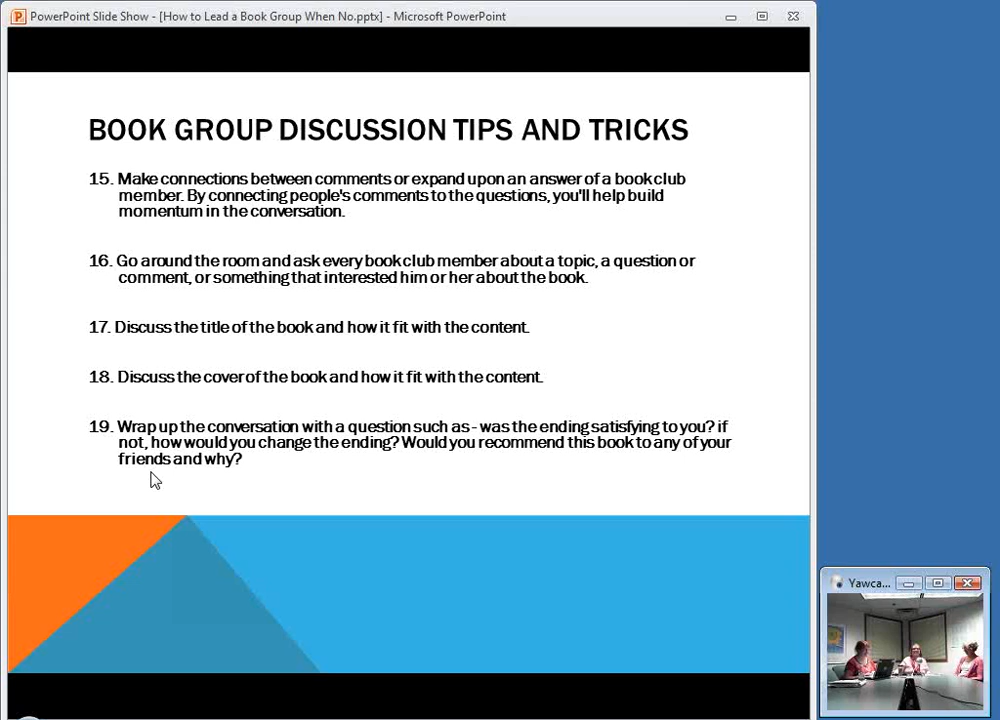 PowerPoint Slide Show - [How to Lead a Book Group When No.pptx] - Microsoft PowerPoint
BOOK GROUP DISCUSSION TIPS AND TRICKS
15. Make connections between comments or expand upon an answer of a book club
member. By connecting people's comments to the questions, you'll help build
momentum in the conversation.
16. Go around the room and ask every book club member about a topic, a question or
comment, or something that interested him or her about the book.
17. Discuss the title of the book and how it fit with the content.
18. Discuss the cover of the book and how it fit with the content.
19. Wrap up the conversation with a question such as - was the ending satisfying to you? if
not, how would you change the ending? Would you recommend this book to any of your
friends and why?
Yawca...